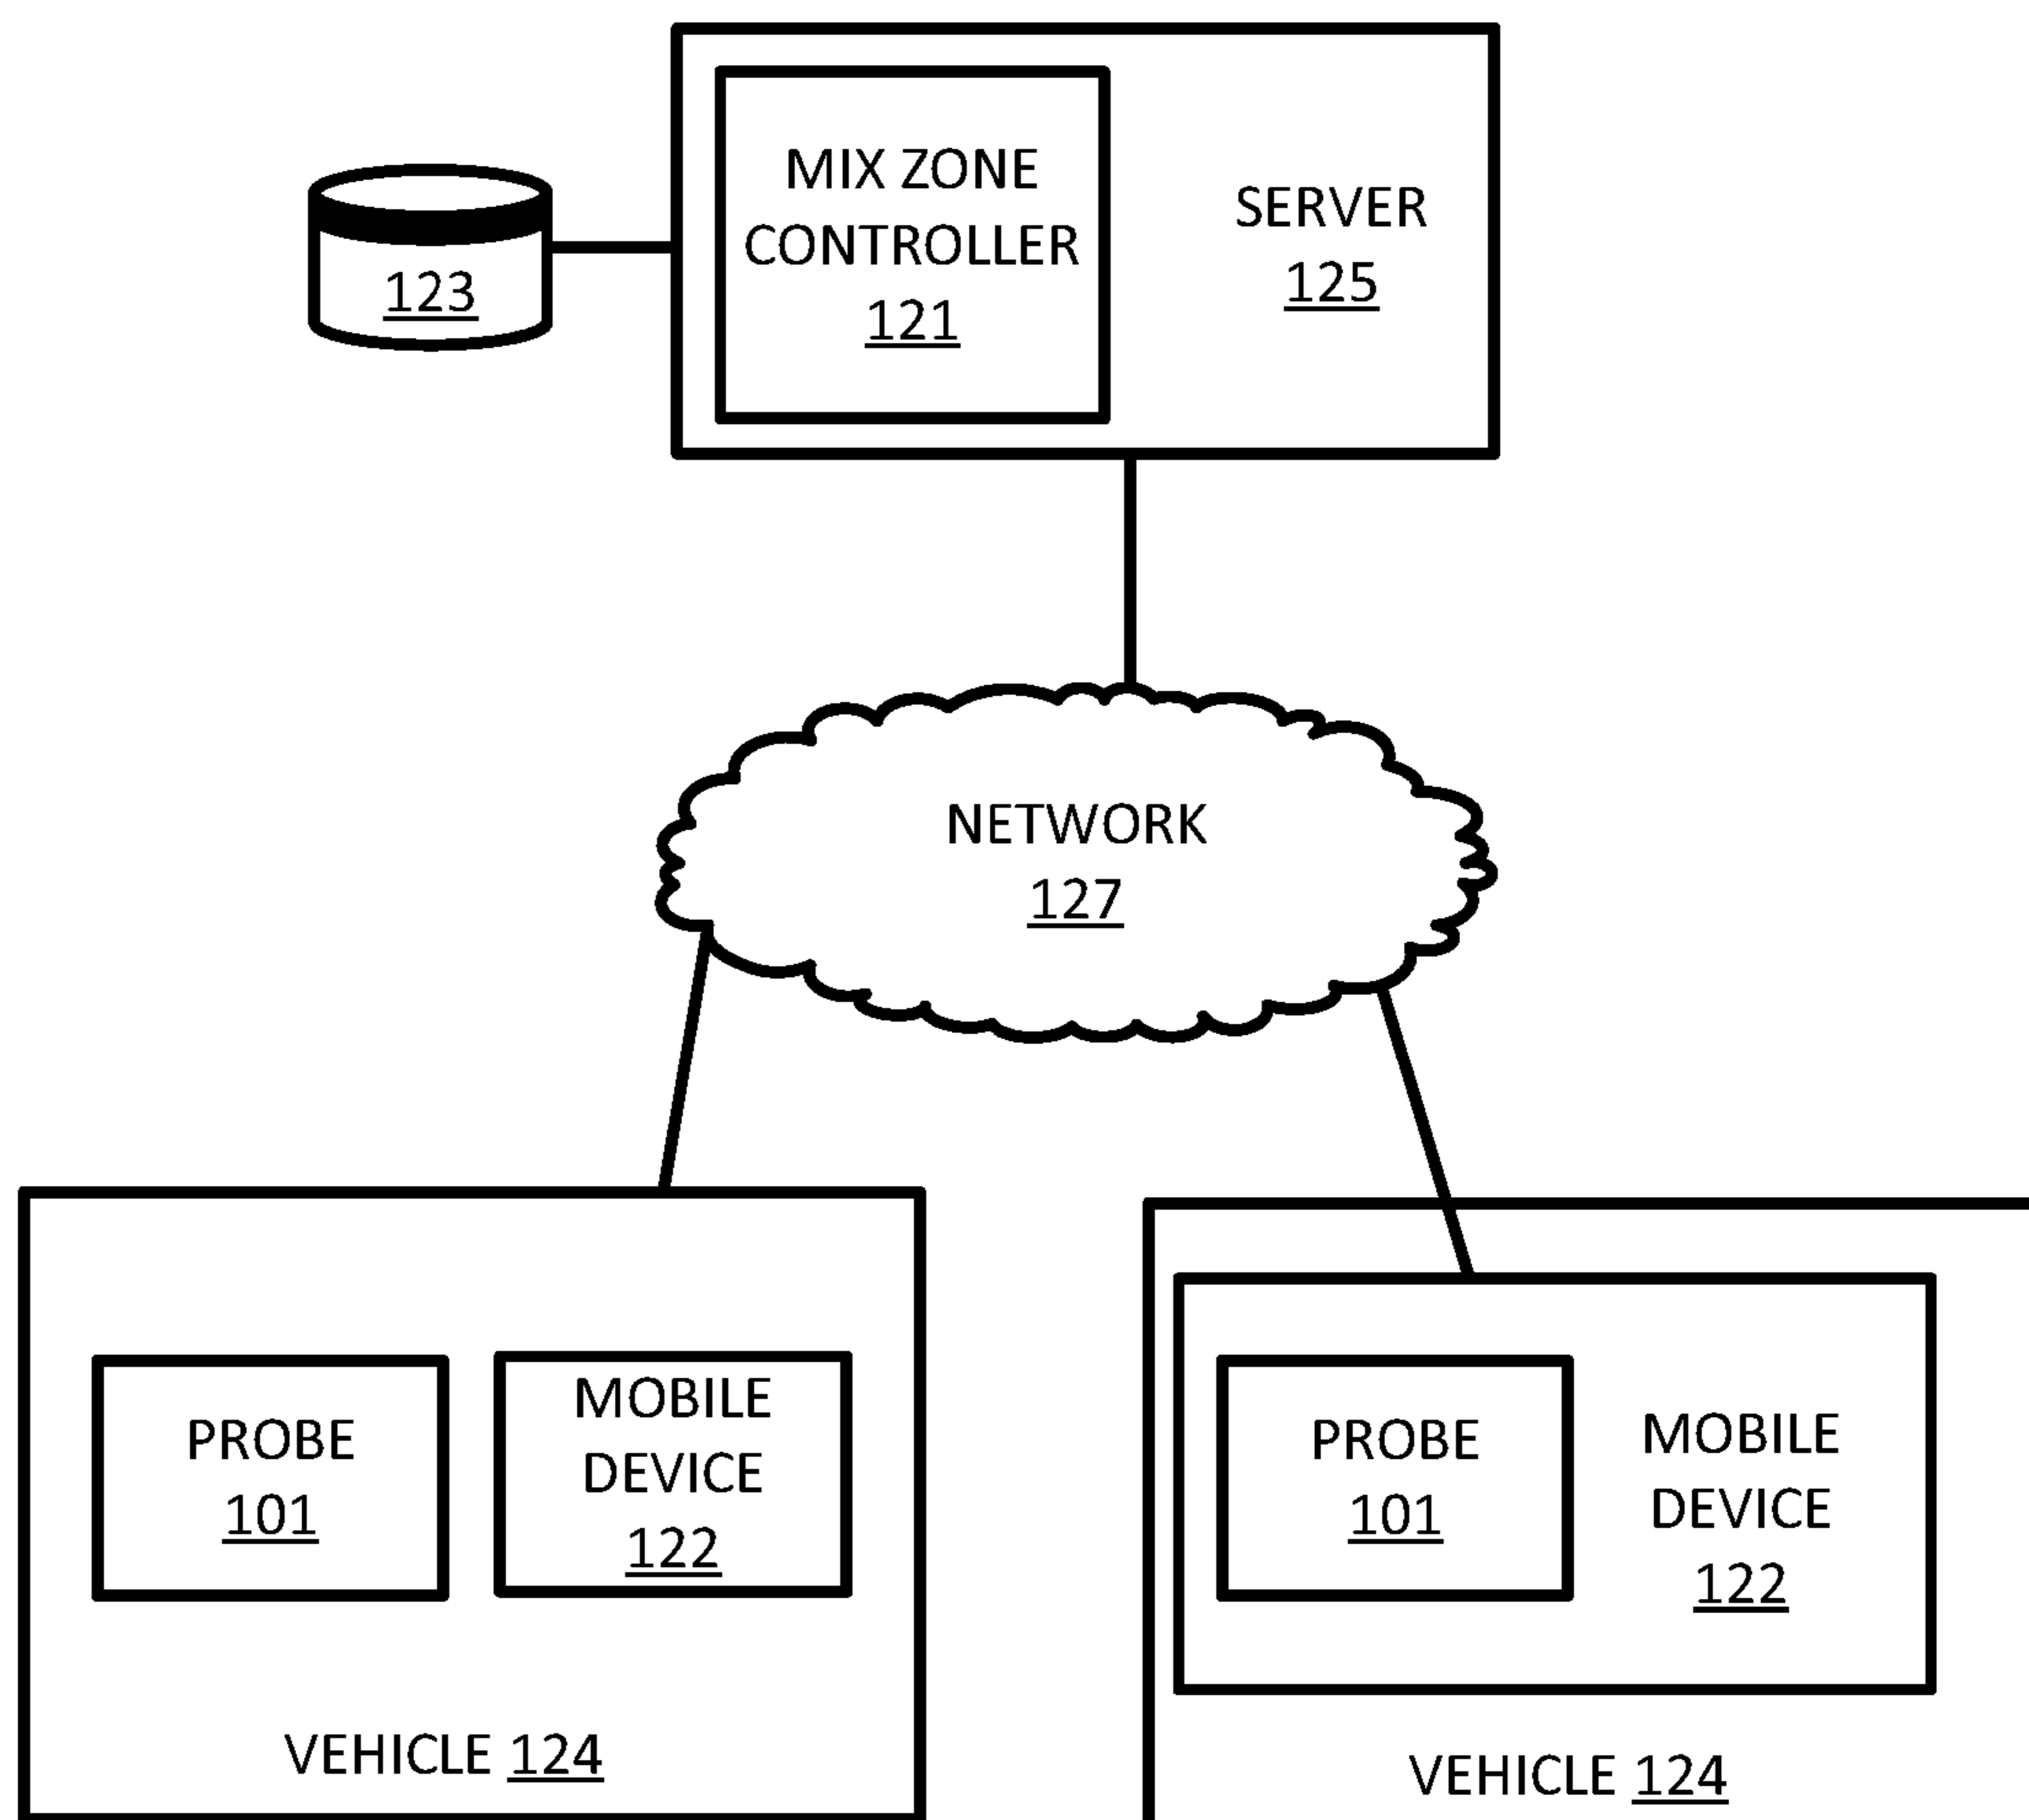 MIX ZONE
CONTROLLER
121
SERVER
125
123
NETWORK
127
PROBE
101
MOBILE
DEVICE
122
VEHICLE 124
PROBE
101
MOBILE
DEVICE
122
VEHICLE 124